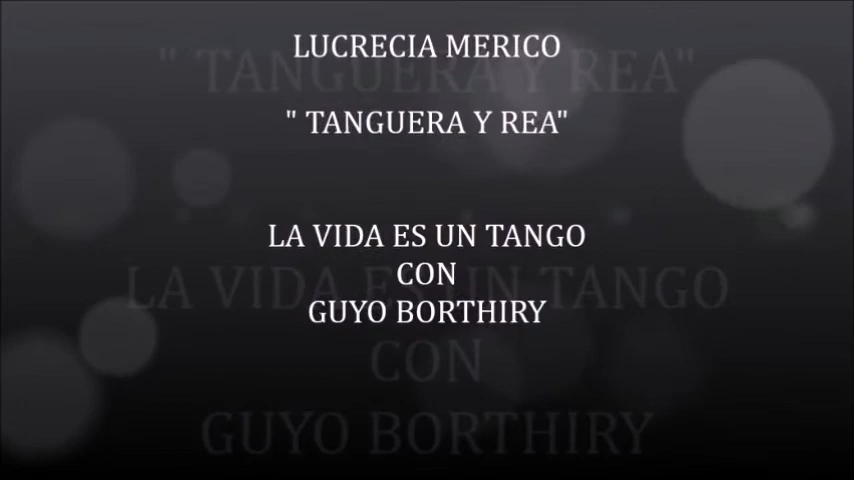 LUCRECIA MERICO
" TANGUERA Y REA"
LA VIDA ES UN TANGO
CON
GUYO BORTHIRY